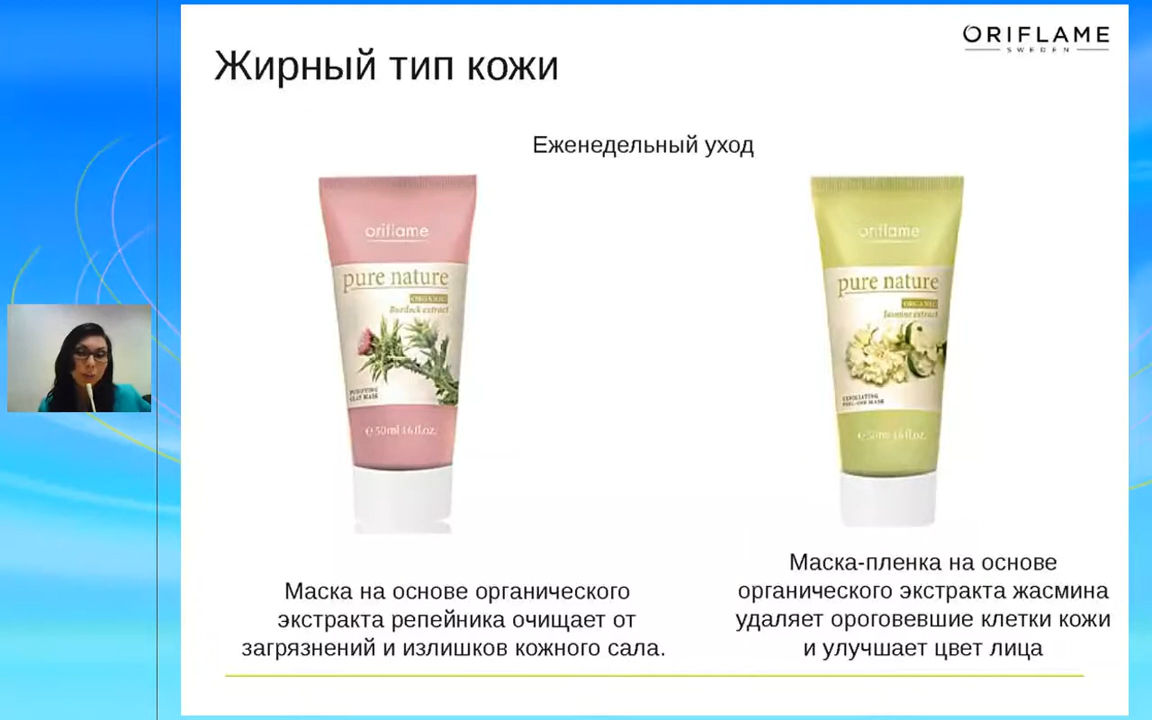 ORIFLAME
SWEDEN
Жирный тип кожи
Еженедельный уход
oriflame
pure nature
ORGANIC
Burdock extract
PURIFYING
CLAY MASK
℮ 50ml 1.6 fl.oz.
oriflame
pure nature
ORGANIC
Jasmine extract
EXFOLIATING
PEEL-OFF MASK
℮ 50ml 1.6 fl.oz.
Маска на основе органического
экстракта репейника очищает от
загрязнений и излишков кожного сала.
Маска-пленка на основе
органического экстракта жасмина
удаляет ороговевшие клетки кожи
и улучшает цвет лица